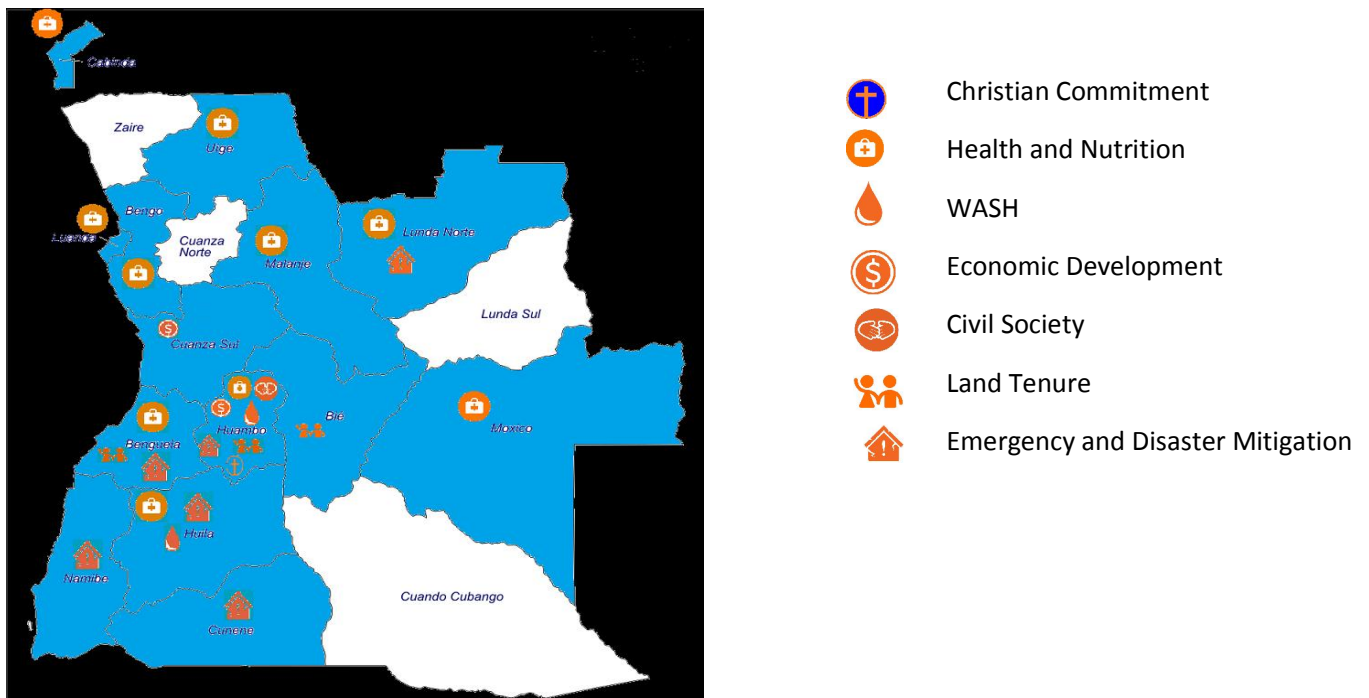 Cabinda
Zaire
Uige
Bengo
Luanda
Cuanza
Norte
Malanje
Lunda Norte
Lunda Sul
Cuanza Sul
Huambo
Bié
Moxico
Benguela
Huila
Namibe
Cunene
Cuando Cubango
Christian Commitment
Health and Nutrition
WASH
Economic Development
Civil Society
Land Tenure
Emergency and Disaster Mitigation